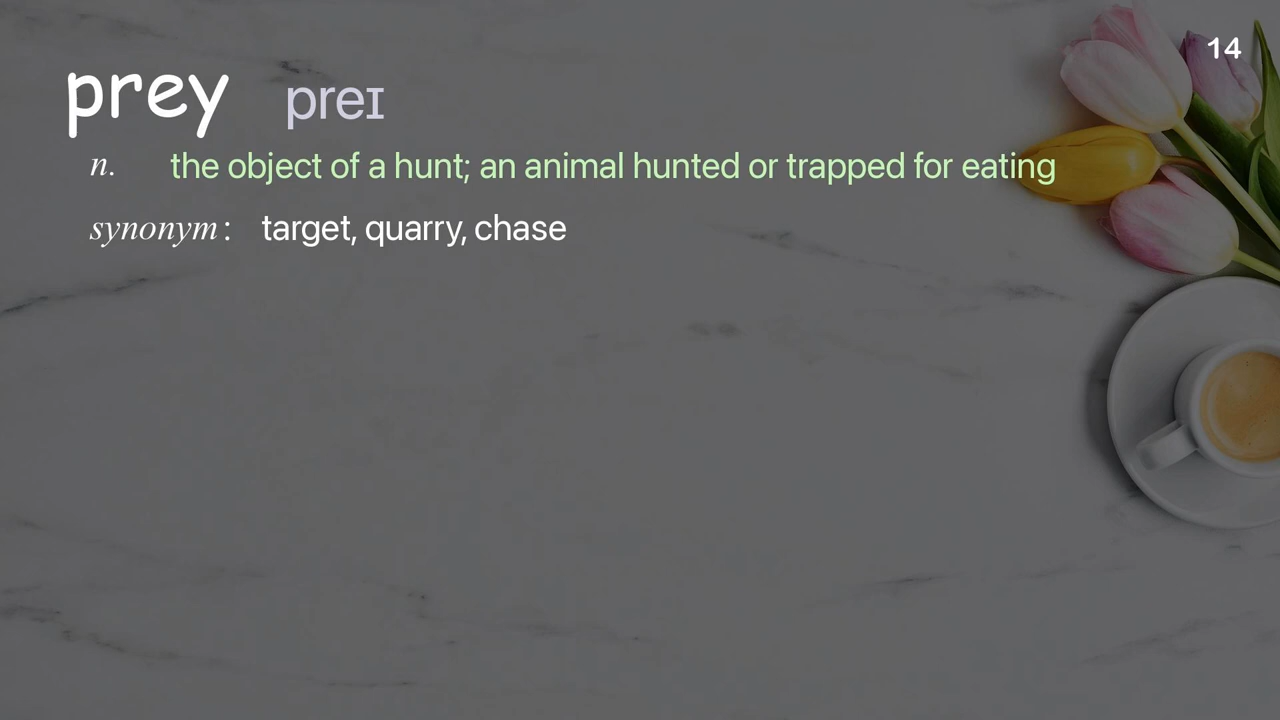 14
prey preɪ
n. the object of a hunt; an animal hunted or trapped for eating
synonym: target, quarry, chase